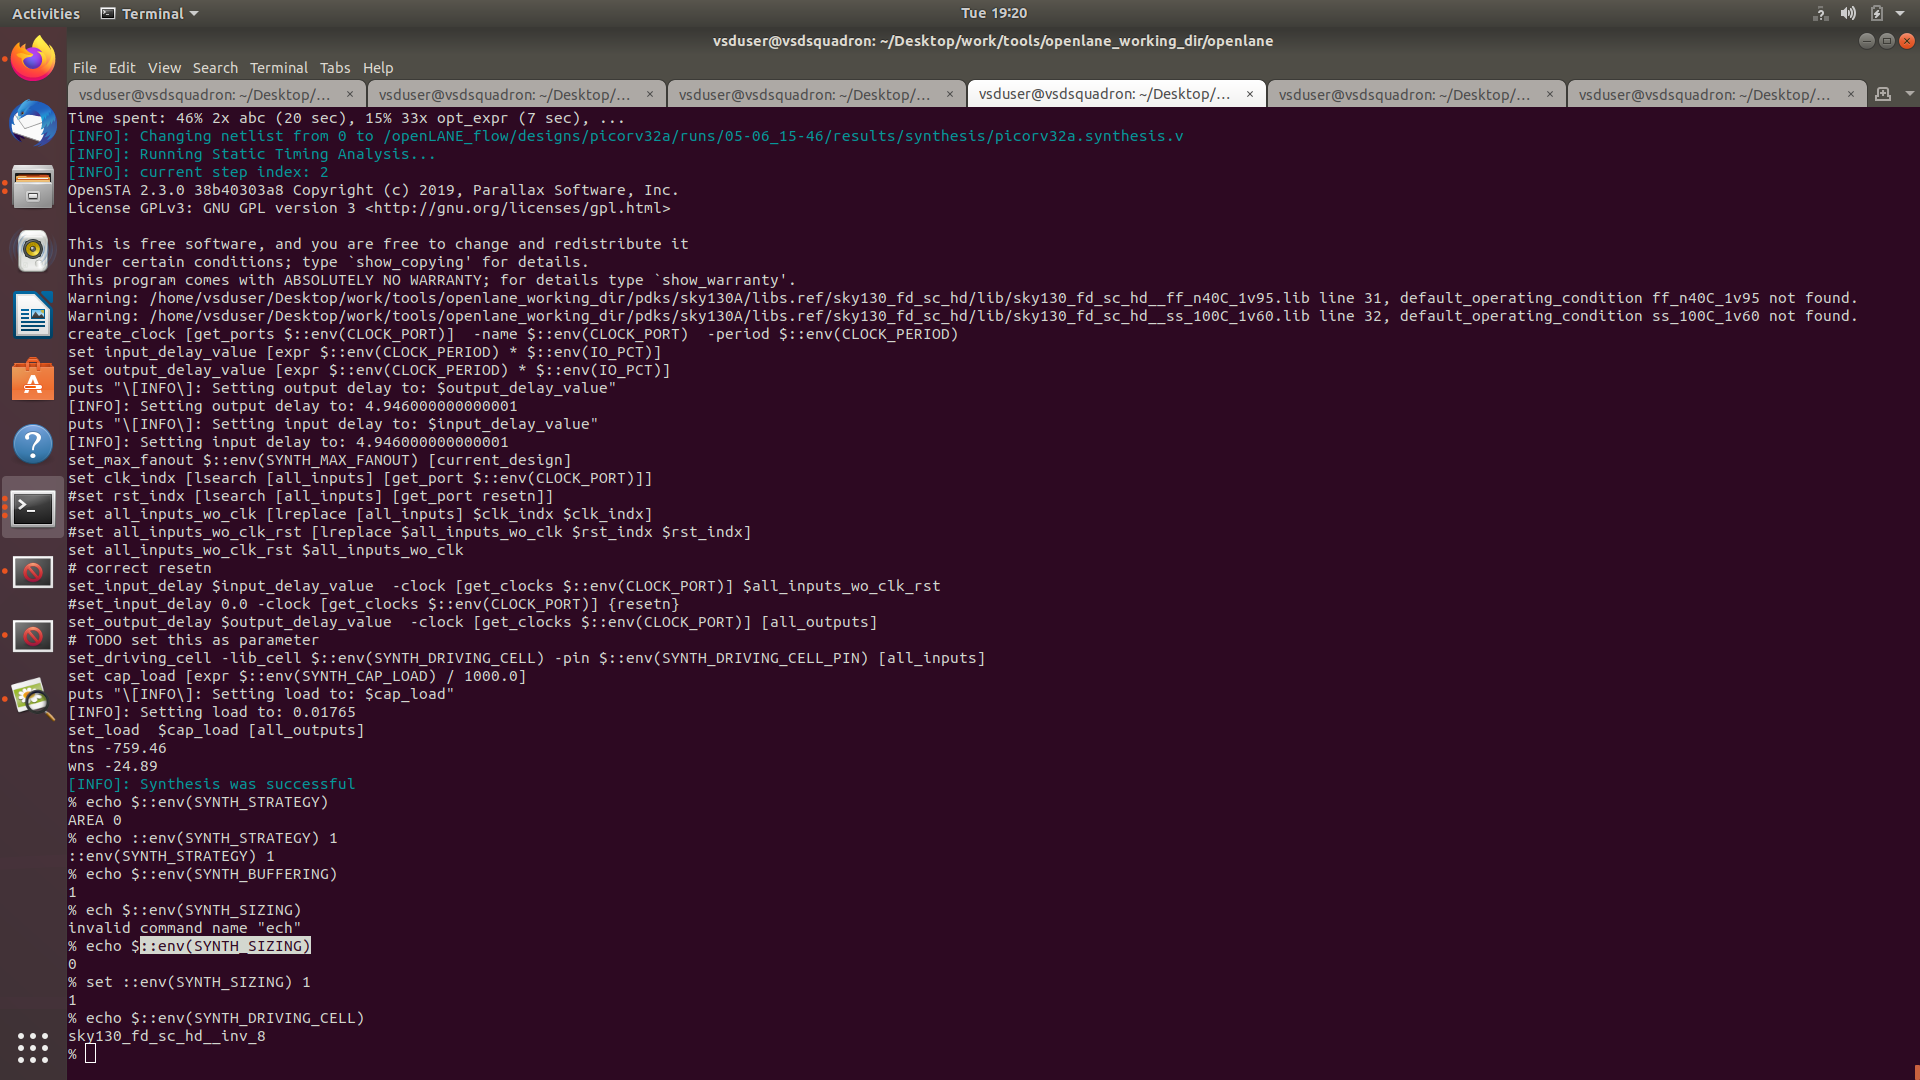 Activities
Terminal
Tue 19:20
vsduser@vsdsquadron: ~/Desktop/work/tools/openlane_working_dir/openlane
File Edit View Search Terminal Tabs Help
vsduser@vsdsquadron: ~/Desktop/... × vsduser@vsdsquadron: ~/Desktop/... × vsduser@vsdsquadron: ~/Desktop/... × vsduser@vsdsquadron: ~/Desktop/... × vsduser@vsdsquadron: ~/Desktop/... × vsduser@vsdsquadron: ~/Desktop/... ×
Time spent: 46% 2x abc (20 sec), 15% 33x opt_expr (7 sec), ...
[INFO]: Changing netlist from 0 to /openLANE_flow/designs/picorv32a/runs/05-06_15-46/results/synthesis/picorv32a.synthesis.v
[INFO]: Running Static Timing Analysis...
[INFO]: current step index: 2
OpenSTA 2.3.0 38b40303a8 Copyright (c) 2019, Parallax Software, Inc.
License GPLv3: GNU GPL version 3 <http://gnu.org/licenses/gpl.html>
This is free software, and you are free to change and redistribute it
under certain conditions; type `show_copying' for details.
This program comes with ABSOLUTELY NO WARRANTY; for details type `show_warranty'.
Warning: /home/vsduser/Desktop/work/tools/openlane_working_dir/pdks/sky130A/libs.ref/sky130_fd_sc_hd/lib/sky130_fd_sc_hd__ff_n40C_1v95.lib line 31, default_operating_condition ff_n40C_1v95 not found.
Warning: /home/vsduser/Desktop/work/tools/openlane_working_dir/pdks/sky130A/libs.ref/sky130_fd_sc_hd/lib/sky130_fd_sc_hd__ss_100C_1v60.lib line 32, default_operating_condition ss_100C_1v60 not found.
create_clock [get_ports $::env(CLOCK_PORT)]  -name $::env(CLOCK_PORT)  -period $::env(CLOCK_PERIOD)
set input_delay_value [expr $::env(CLOCK_PERIOD) * $::env(IO_PCT)]
set output_delay_value [expr $::env(CLOCK_PERIOD) * $::env(IO_PCT)]
puts "\[INFO\]: Setting output delay to: $output_delay_value"
[INFO]: Setting output delay to: 4.946000000000001
puts "\[INFO\]: Setting input delay to: $input_delay_value"
[INFO]: Setting input delay to: 4.946000000000001
set_max_fanout $::env(SYNTH_MAX_FANOUT) [current_design]
set clk_indx [lsearch [all_inputs] [get_port $::env(CLOCK_PORT)]]
#set rst_indx [lsearch [all_inputs] [get_port resetn]]
set all_inputs_wo_clk [lreplace [all_inputs] $clk_indx $clk_indx]
#set all_inputs_wo_clk_rst [lreplace $all_inputs_wo_clk $rst_indx $rst_indx]
set all_inputs_wo_clk_rst $all_inputs_wo_clk
# correct resetn
set_input_delay $input_delay_value  -clock [get_clocks $::env(CLOCK_PORT)] $all_inputs_wo_clk_rst
#set_input_delay 0.0 -clock [get_clocks $::env(CLOCK_PORT)] {resetn}
set_output_delay $output_delay_value  -clock [get_clocks $::env(CLOCK_PORT)] [all_outputs]
# TODO set this as parameter
set_driving_cell -lib_cell $::env(SYNTH_DRIVING_CELL) -pin $::env(SYNTH_DRIVING_CELL_PIN) [all_inputs]
set cap_load [expr $::env(SYNTH_CAP_LOAD) / 1000.0]
puts "\[INFO\]: Setting load to: $cap_load"
[INFO]: Setting load to: 0.01765
set_load  $cap_load [all_outputs]
tns -759.46
wns -24.89
[INFO]: Synthesis was successful
% echo $::env(SYNTH_STRATEGY)
AREA 0
% echo ::env(SYNTH_STRATEGY) 1
::env(SYNTH_STRATEGY) 1
% echo $::env(SYNTH_BUFFERING)
1
% ech $::env(SYNTH_SIZING)
invalid command name "ech"
% echo $::env(SYNTH_SIZING)
0
% set ::env(SYNTH_SIZING) 1
1
% echo $::env(SYNTH_DRIVING_CELL)
sky130_fd_sc_hd__inv_8
%